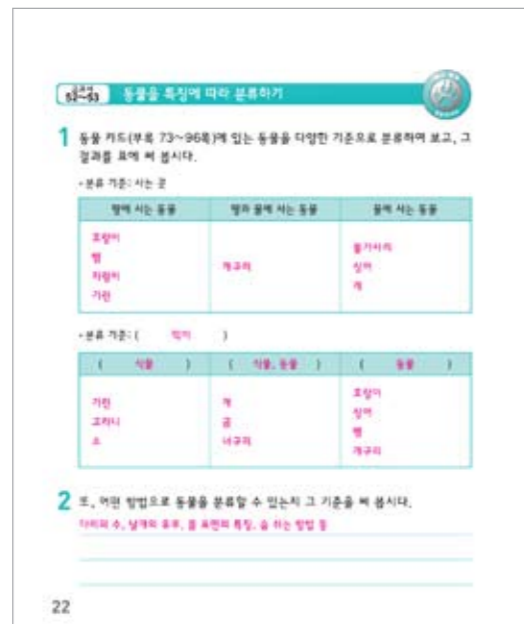 52~53 동물을 특징에 따라 분류하기
1 동물 카드(부록 73~96쪽)에 있는 동물을 다양한 기준으로 분류하여 보고, 그
결과를 표에 써 봅시다.
• 분류 기준: 사는 곳
땅에 사는 동물 땅과 물에 사는 동물 물에 사는 동물
호랑이
뱀
지렁이
기린
개구리
불가사리
상어
게
• 분류 기준: ( 먹이 )
( 식물 ) ( 식물, 동물 ) ( 동물 )
기린
고라니
소
개
곰
너구리
호랑이
상어
뱀
개구리
2 또, 어떤 방법으로 동물을 분류할 수 있는지 그 기준을 써 봅시다.
다리의 수, 날개의 유무, 몸 표면의 특징, 숨 쉬는 방법 등
22